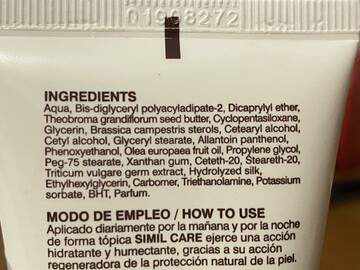 01998272
INGREDIENTS
Aqua, Bis-diglyceryl polyacyladipate-2, Dicaprylyl ether,
Theobroma grandiflorum seed butter, Cyclopentasiloxane,
Glycerin, Brassica campestris sterols, Cetearyl alcohol,
Cetyl alcohol, Glyceryl stearate, Allantoin panthenol,
Phenoxyethanol, Olea europaea fruit oil, Propylene glycol,
Peg-75 stearate, Xanthan gum, Ceteth-20, Steareth-20,
Triticum vulgare germ extract, Hydrolyzed silk,
Ethylhexylglycerin, Carbomer, Triethanolamine, Potassium
sorbate, BHT, Parfum.
MODO DE EMPLEO / HOW TO USE
Aplicado diariamente por la mañana y por la noche
de forma tópica SIMIL CARE ejerce por su acción
hidratante y humectante, gracias a su acción
regeneradora de la protección natural de la piel.